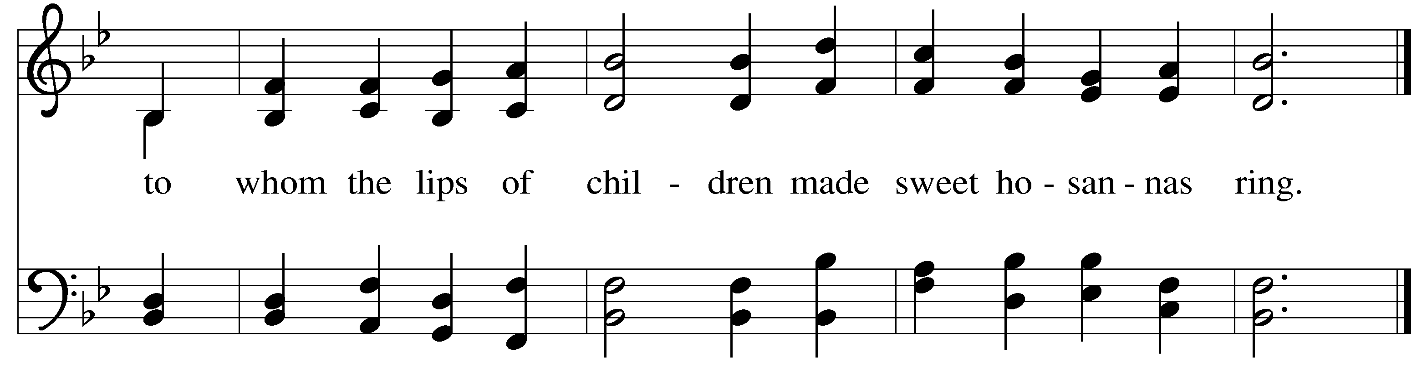 to whom the lips of chil - dren made sweet ho - san - nas ring.